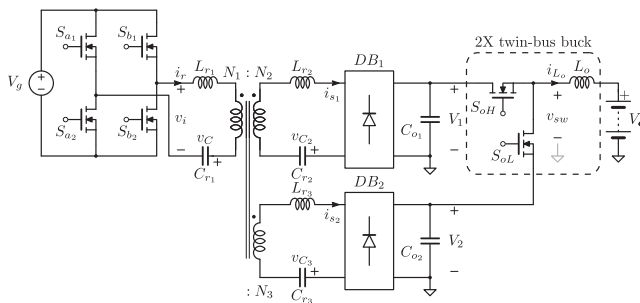 2X twin-bus buck
S_{a_1}
S_{b_1}
i_r
L_{r_1}
N_1 : N_2
L_{r_2}
DB_1
i_{L_o}
L_o
V_g
+
−
+
i_{s_1}
+
S_{oH}
+
+
S_{a_2}
S_{b_2}
v_i
v_C
v_{C_2}
C_{o_1}
V_1
v_{sw}
−
+
+
C_{r_1}
C_{r_2}
−
S_{oL}
−
−
L_{r_3}
DB_2
i_{s_2}
+
v_{C_3}
+
C_{o_2}
V_2
: N_3
C_{r_3}
−